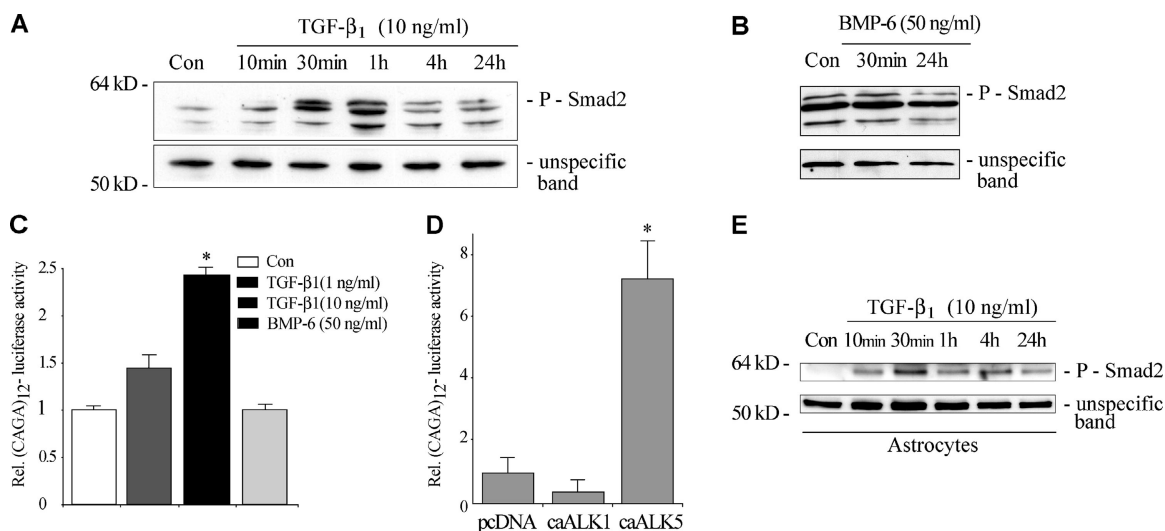 A
TGF-β1 (10 ng/ml)
Con 10min 30min 1h 4h 24h
64 kD -
- P - Smad2
- unspecific
band
50 kD -
B
BMP-6 (50 ng/ml)
Con 30min 24h
- P - Smad2
- unspecific
band
C
Rel. (CAGA)12- luciferase activity
2.5
2
1.5
1
0.5
0
*
Con
TGF-β1(1 ng/ml)
TGF-β1(10 ng/ml)
BMP-6 (50 ng/ml)
D
Rel. (CAGA)12- luciferase activity
8
6
4
2
0
*
pcDNA caALK1 caALK5
E
TGF-β1 (10 ng/ml)
Con 10min 30min 1h 4h 24h
64 kD -
- P - Smad2
50 kD -
- unspecific
band
Astrocytes